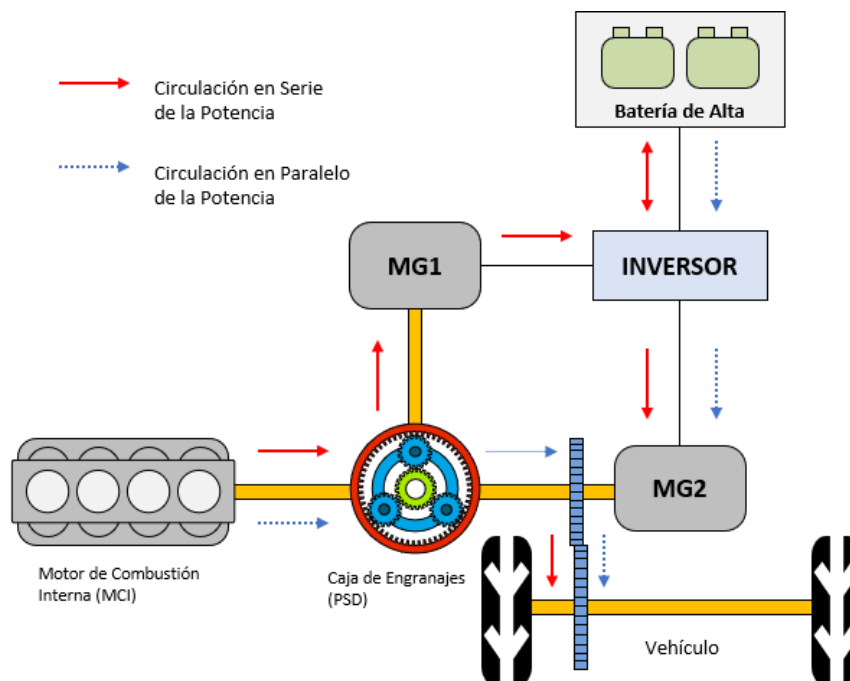 Circulación en Serie
de la Potencia
Circulación en Paralelo
de la Potencia
Batería de Alta
MG1
INVERSOR
MG2
Motor de Combustión
Interna (MCI)
Caja de Engranajes
(PSD)
Vehículo